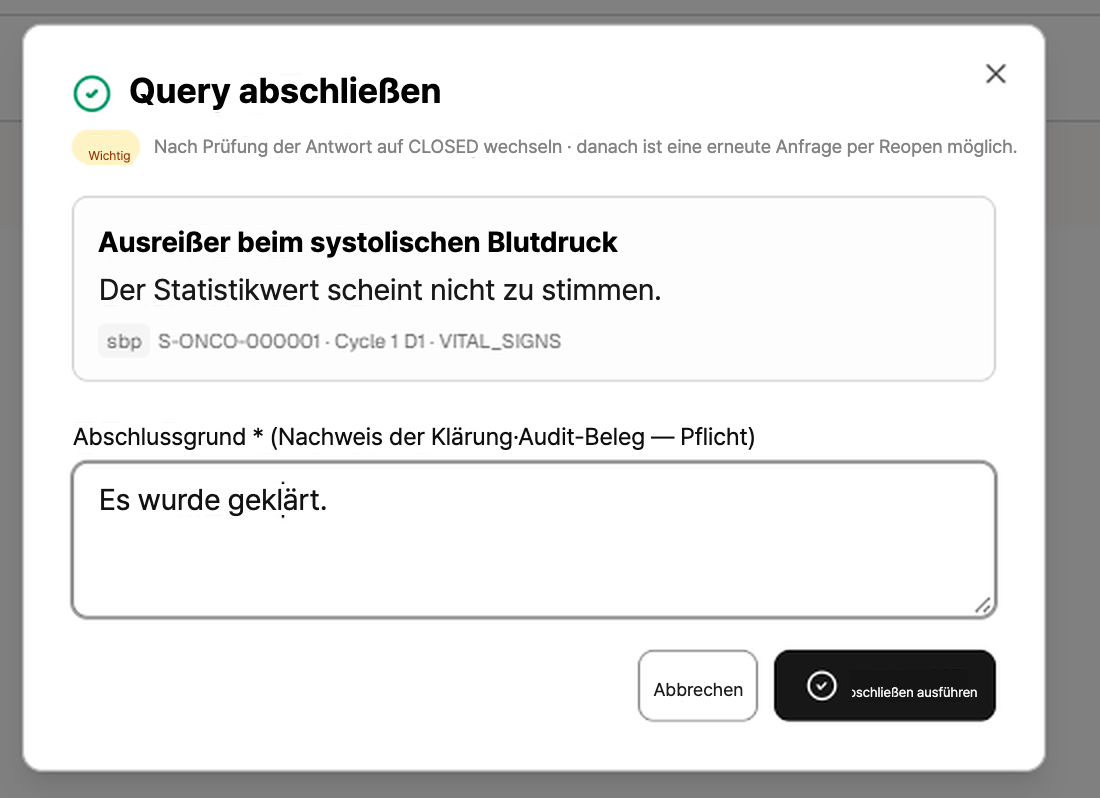 Query abschließen
Wichtig
Nach Prüfung der Antwort auf CLOSED wechseln · danach ist eine erneute Anfrage per Reopen möglich.
Ausreißer beim systolischen Blutdruck
Der Statistikwert scheint nicht zu stimmen.
sbp S-ONCO-000001 · Cycle 1 D1 · VITAL_SIGNS
Abschlussgrund * (Nachweis der Klärung·Audit-Beleg — Pflicht)
Es wurde geklärt.
Abbrechen
ausführen